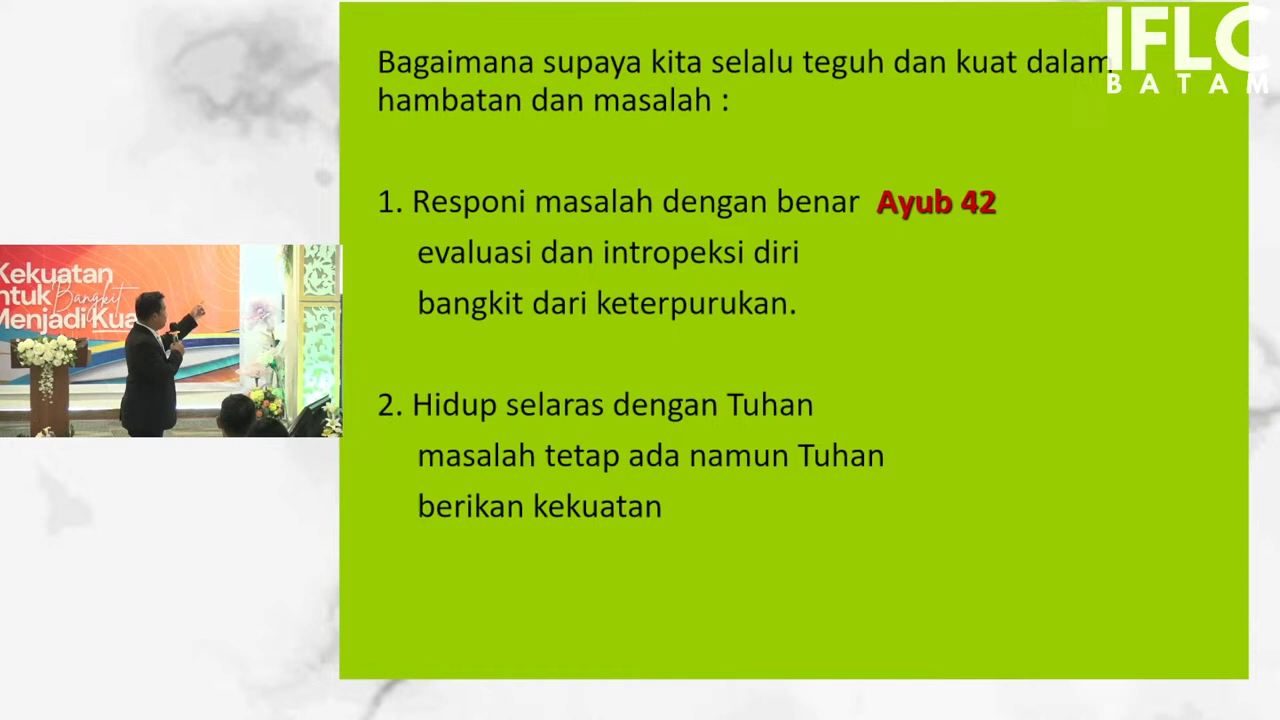 IFLC
BATAM
Bagaimana supaya kita selalu teguh dan kuat dalam
hambatan dan masalah :
1. Responi masalah dengan benar Ayub 42
evaluasi dan intropeksi diri
bangkit dari keterpurukan.
2. Hidup selaras dengan Tuhan
masalah tetap ada namun Tuhan
berikan kekuatan
Kekuatan
ntuk Bangkit
Menjadi Kua